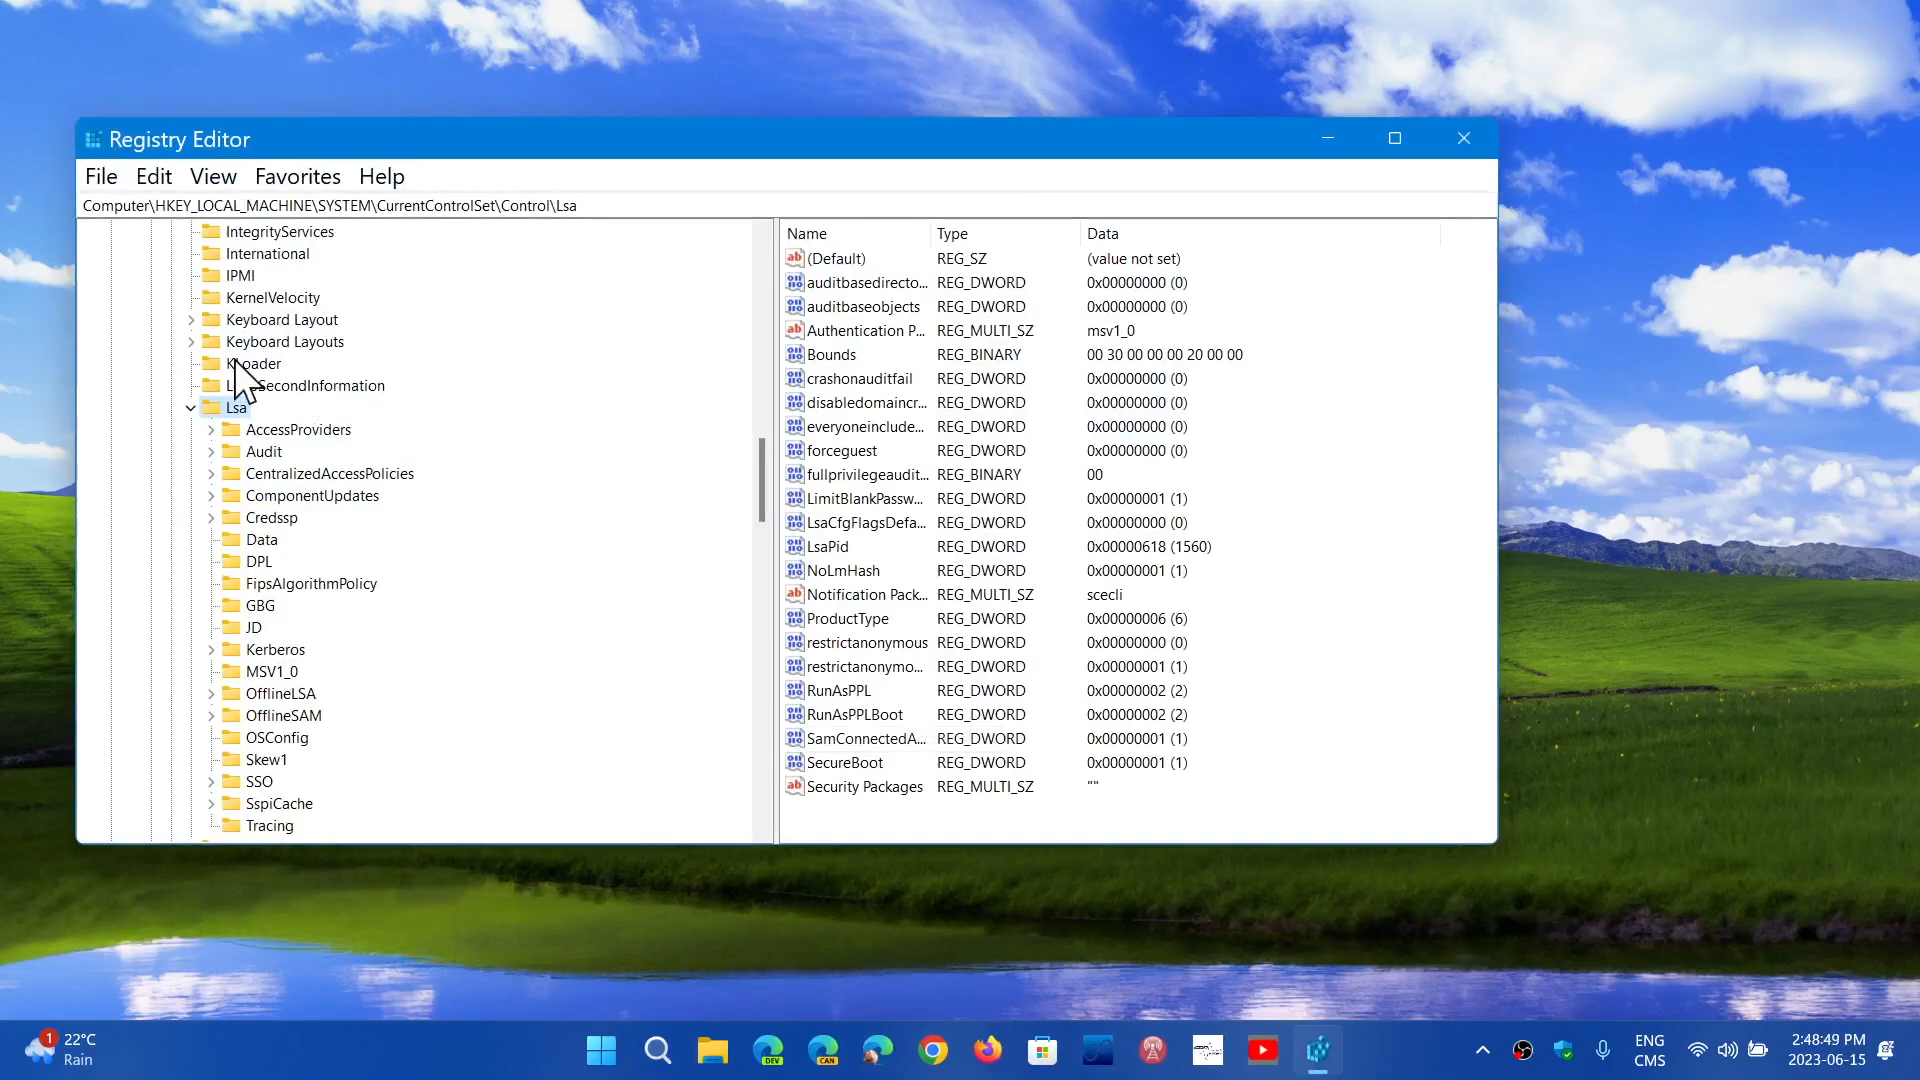 Registry Editor
File Edit View Favorites Help
Computer\HKEY_LOCAL_MACHINE\SYSTEM\CurrentControlSet\Control\Lsa
IntegrityServices
International
IPMI
KernelVelocity
Keyboard Layout
Keyboard Layouts
SecondInformation
Lsa
AccessProviders
Audit
CentralizedAccessPolicies
ComponentUpdates
Credssp
Data
DPL
FipsAlgorithmPolicy
GBG
JD
Kerberos
MSV1_0
OfflineLSA
OfflineSAM
OSConfig
Skew1
SSO
SspiCache
Tracing
Name Type Data
(Default) REG_SZ (value not set)
auditbasedirecto... REG_DWORD 0x00000000 (0)
auditbaseobjects REG_DWORD 0x00000000 (0)
Authentication P... REG_MULTI_SZ msv1_0
Bounds REG_BINARY 00 30 00 00 00 20 00 00
crashonauditfail REG_DWORD 0x00000000 (0)
disabledomaincr... REG_DWORD 0x00000000 (0)
everyoneinclude... REG_DWORD 0x00000000 (0)
forceguest REG_DWORD 0x00000000 (0)
fullprivilegeaudit... REG_BINARY 00
LimitBlankPassw... REG_DWORD 0x00000001 (1)
LsaCfgFlagsDefa... REG_DWORD 0x00000000 (0)
LsaPid REG_DWORD 0x00000618 (1560)
NoLmHash REG_DWORD 0x00000001 (1)
Notification Pack... REG_MULTI_SZ scecli
ProductType REG_DWORD 0x00000006 (6)
restrictanonymous REG_DWORD 0x00000000 (0)
restrictanonymo... REG_DWORD 0x00000001 (1)
RunAsPPL REG_DWORD 0x00000002 (2)
RunAsPPLBoot REG_DWORD 0x00000002 (2)
SamConnectedA... REG_DWORD 0x00000001 (1)
SecureBoot REG_DWORD 0x00000001 (1)
Security Packages REG_MULTI_SZ ""
1
22°C
Rain
DEV
CAN
ENG
CMS
2:48:49 PM
2023-06-15